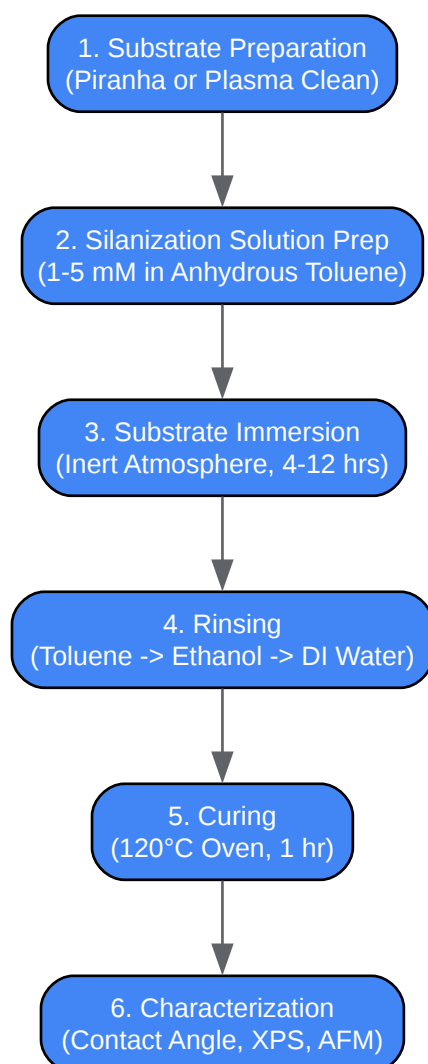 1. Substrate Preparation
(Piranha or Plasma Clean)
2. Silanization Solution Prep
(1-5 mM in Anhydrous Toluene)
3. Substrate Immersion
(Inert Atmosphere, 4-12 hrs)
4. Rinsing
(Toluene -> Ethanol -> DI Water)
5. Curing
(120°C Oven, 1 hr)
6. Characterization
(Contact Angle, XPS, AFM)